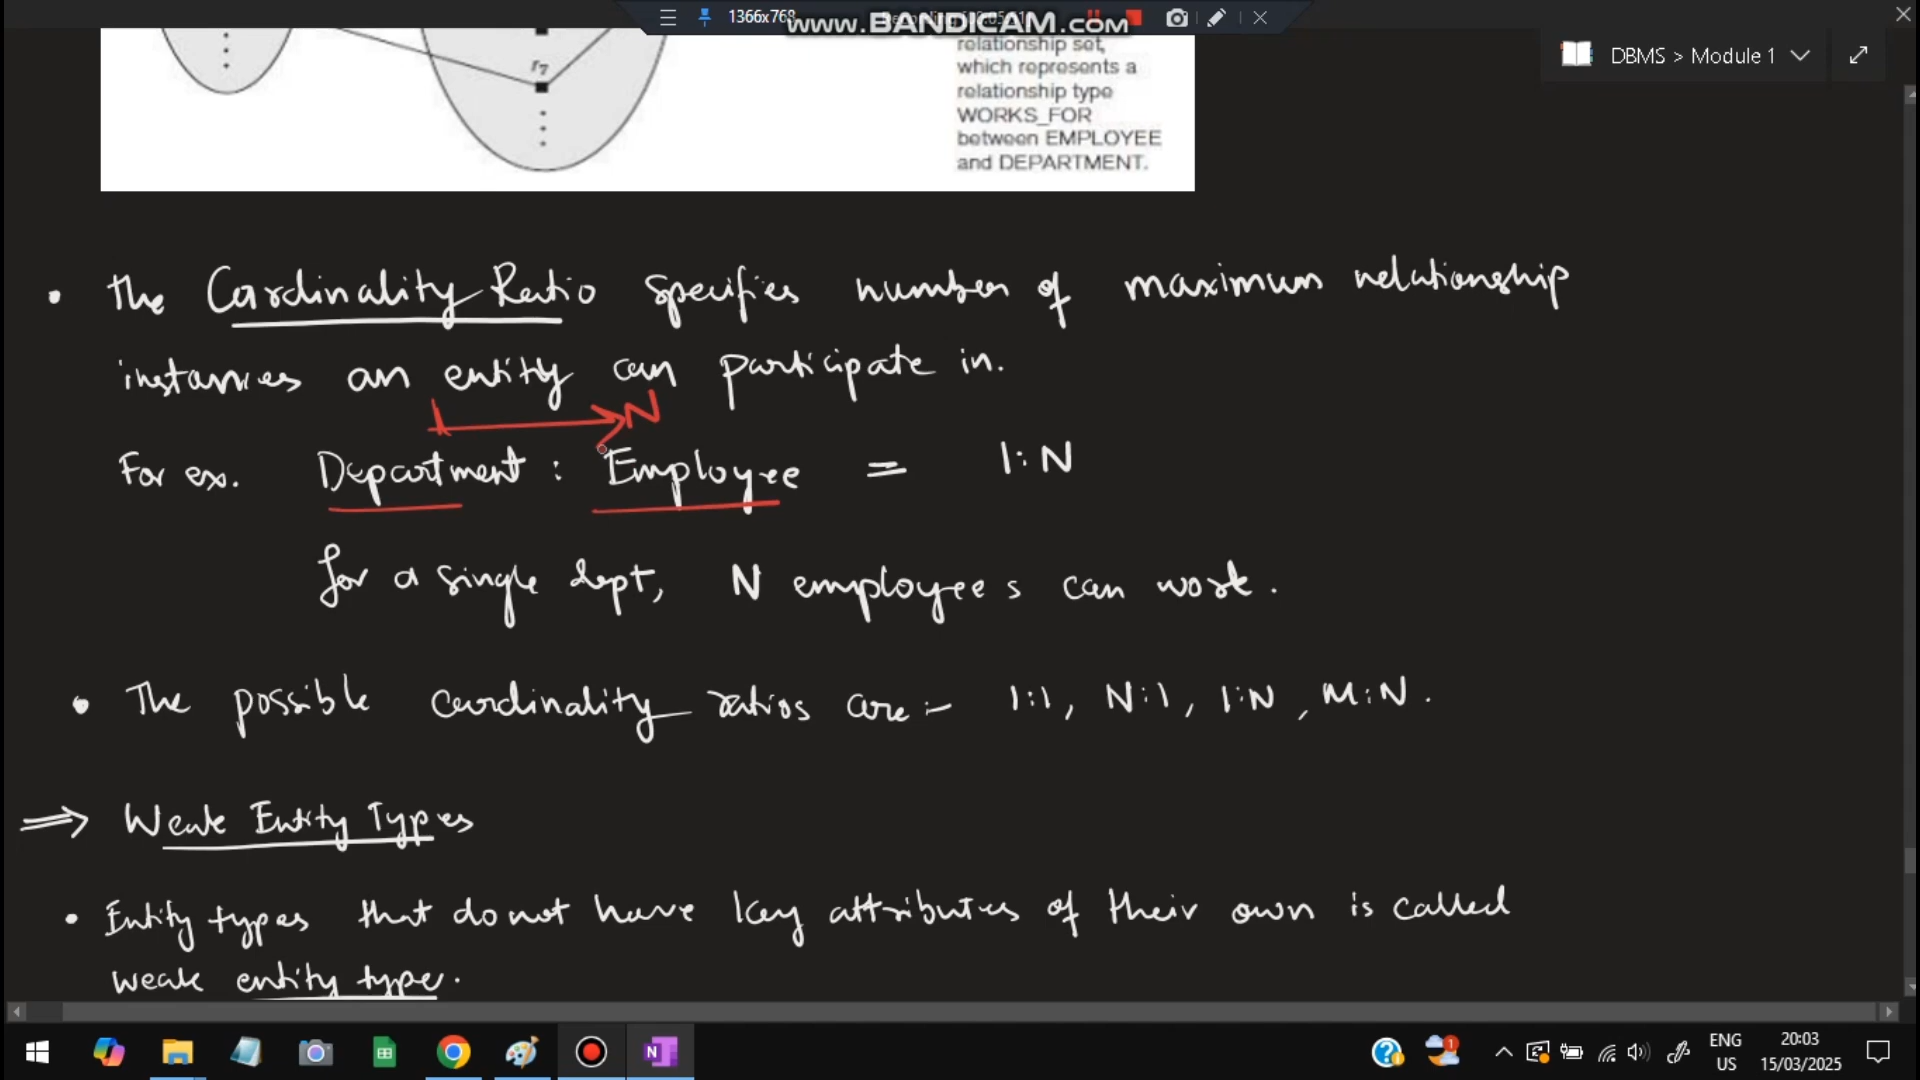 1366x768
www.BANDICAM.com
DBMS > Module 1
r7
relationship set,
which represents a
relationship type
WORKS_FOR
between EMPLOYEE
and DEPARTMENT.
• The Cardinality Ratio specifies number of maximum relationship
instances an entity can participate in.
1 → N
For ex. Department : Employee = 1:N
for a single dept, N employees can work.
• The possible cardinality ratios are :- 1:1, N:1, 1:N, M:N.
⇒ Weak Entity Types
• Entity types that do not have key attributes of their own is called
weak entity type.
N
1
ENG
US
20:03
15/03/2025